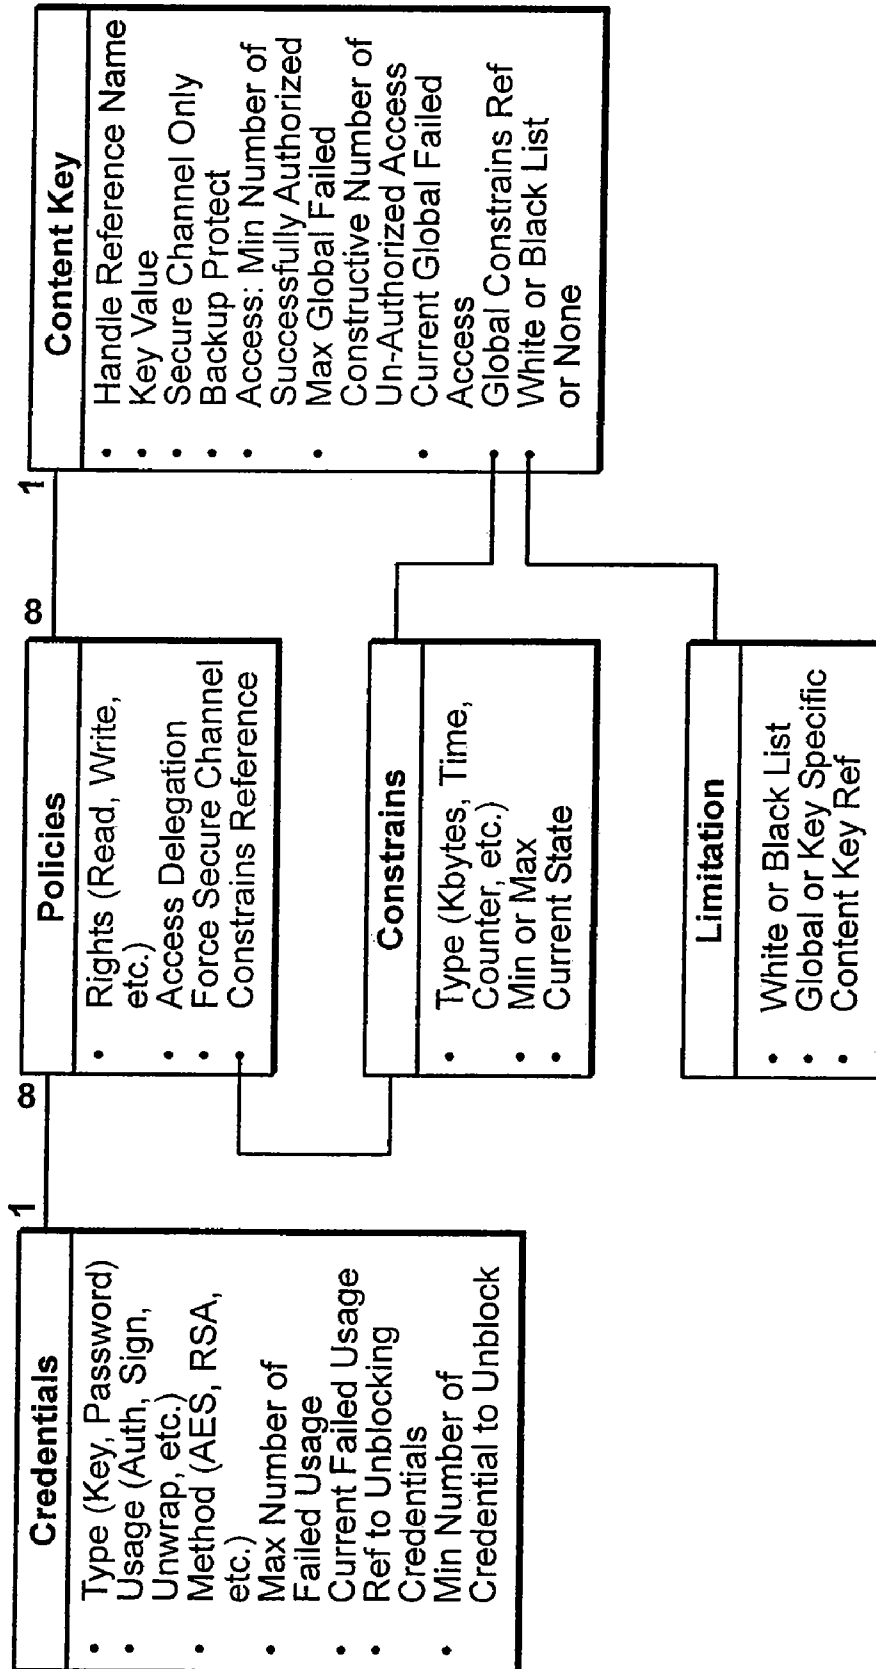 Credentials
• Type (Key, Password)
• Usage (Auth, Sign,
Unwrap, etc.)
• Method (AES, RSA,
etc.)
• Max Number of
Failed Usage
• Current Failed Usage
• Ref to Unblocking
Credentials
• Min Number of
Credential to Unblock
1
8
Policies
• Rights (Read, Write,
etc.)
• Access Delegation
• Force Secure Channel
• Constrains Reference
8
1
Constrains
• Type (Kbytes, Time,
Counter, etc.)
• Min or Max
• Current State
Limitation
• White or Black List
• Global or Key Specific
• Content Key Ref
Content Key
• Handle Reference Name
• Key Value
• Secure Channel Only
• Backup Protect
• Access: Min Number of
Successfully Authorized
• Max Global Failed
Constructive Number of
Un-Authorized Access
• Current Global Failed
Access
• Global Constrains Ref
• White or Black List
or None